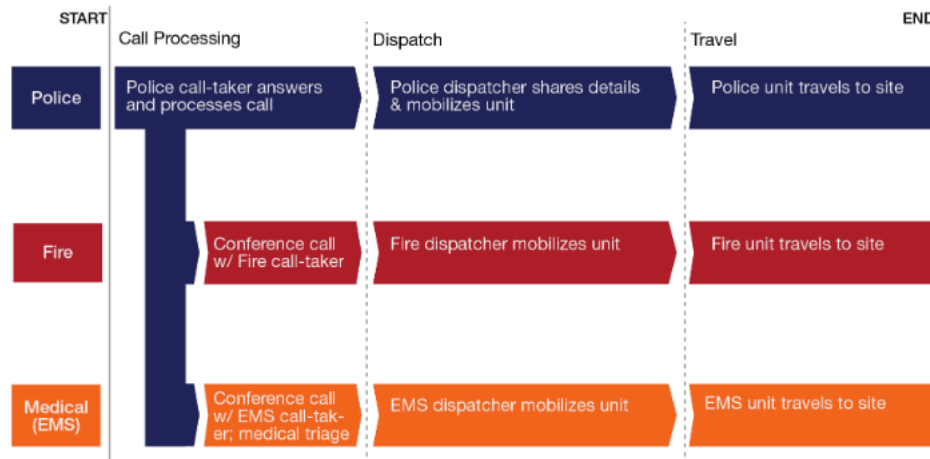 START
END
Call Processing
Dispatch
Travel
Police
Police call-taker answers
and processes call
Police dispatcher shares details
& mobilizes unit
Police unit travels to site
Fire
Conference call
w/ Fire call-taker
Fire dispatcher mobilizes unit
Fire unit travels to site
Medical
(EMS)
Conference call
w/ EMS call-tak-
er; medical triage
EMS dispatcher mobilizes unit
EMS unit travels to site